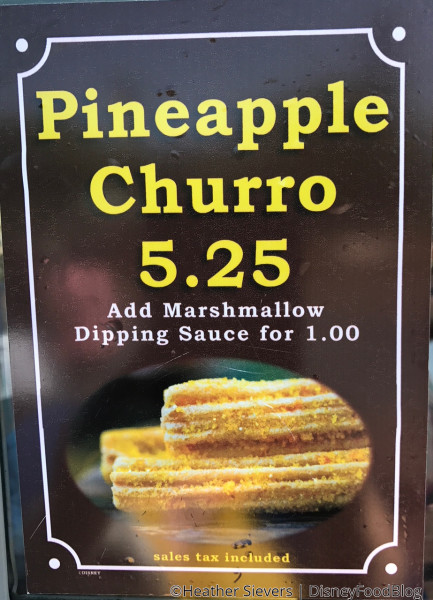 Pineapple
Churro
5.25
Add Marshmallow
Dipping Sauce for 1.00
sales tax included
©Heather Sievers | DisneyFoodBlog